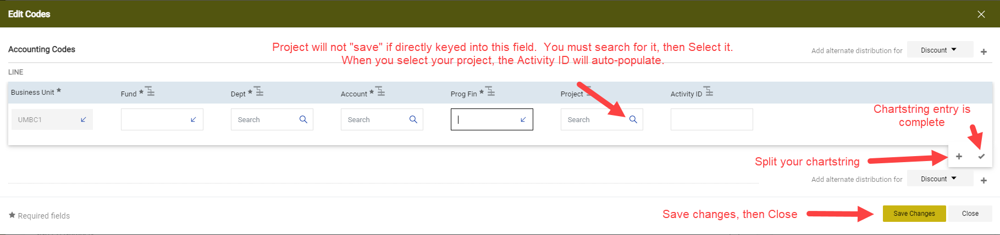 Edit Codes
Project will not "save" if directly keyed into this field.  You must search for it, then Select it.
When you select your project, the Activity ID will auto-populate.
Accounting Codes
Add alternate distribution for
Discount
LINE
Business Unit
Fund
Dept
Account
Prog Fin
Project
Activity ID
UMBC1
Search
Search
Search
Chartstring entry is
complete
Split your chartstring
Add alternate distribution for
Discount
Required fields
Save changes, then Close
Save Changes
Close